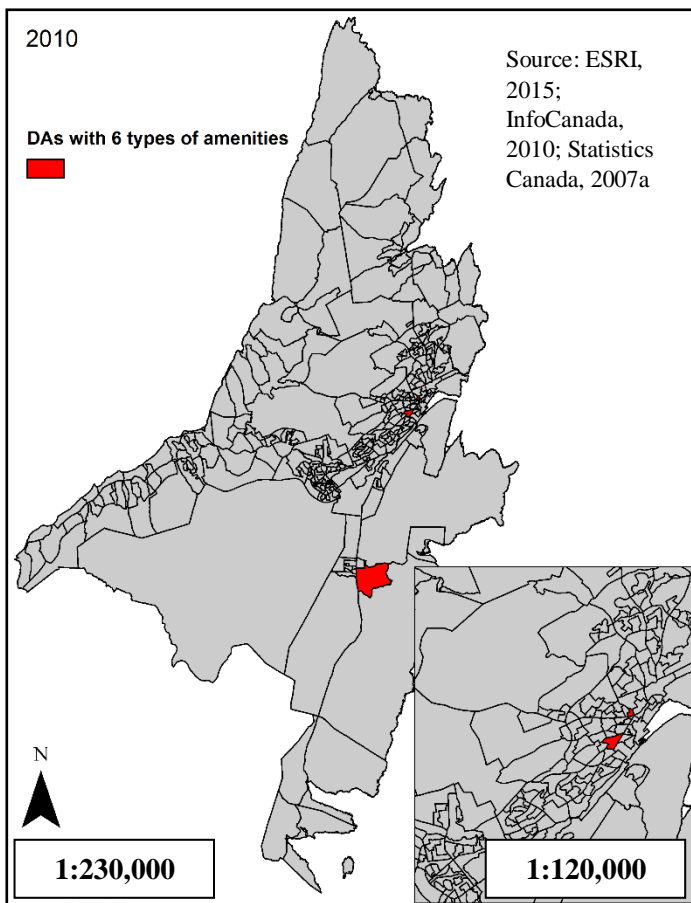 2010
Source: ESRI,
2015;
InfoCanada,
2010; Statistics
Canada, 2007a
DAs with 6 types of amenities
N
1:230,000
1:120,000